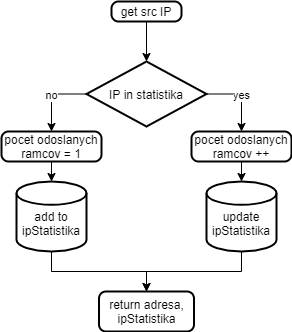 get src IP
IP in statistika
no
yes
pocet odoslanych
ramcov = 1
pocet odoslanych
ramcov ++
add to
ipStatistika
update
ipStatistika
return adresa,
ipStatistika